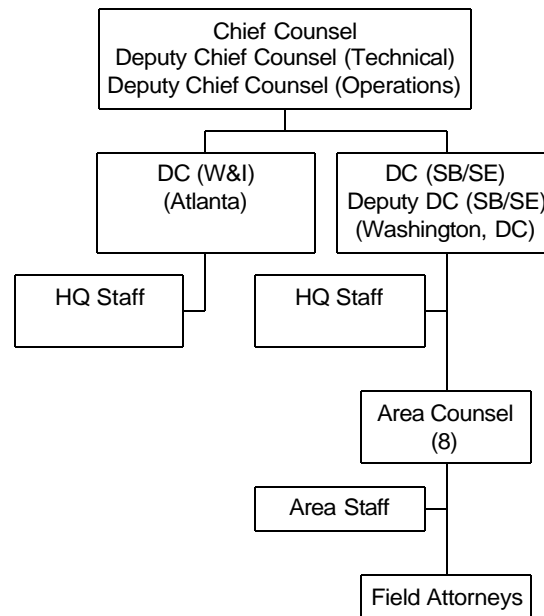 Chief Counsel
Deputy Chief Counsel (Technical)
Deputy Chief Counsel (Operations)
DC (W&I)
(Atlanta)
DC (SB/SE)
Deputy DC (SB/SE)
(Washington, DC)
HQ Staff
HQ Staff
Area Counsel
(8)
Area Staff
Field Attorneys